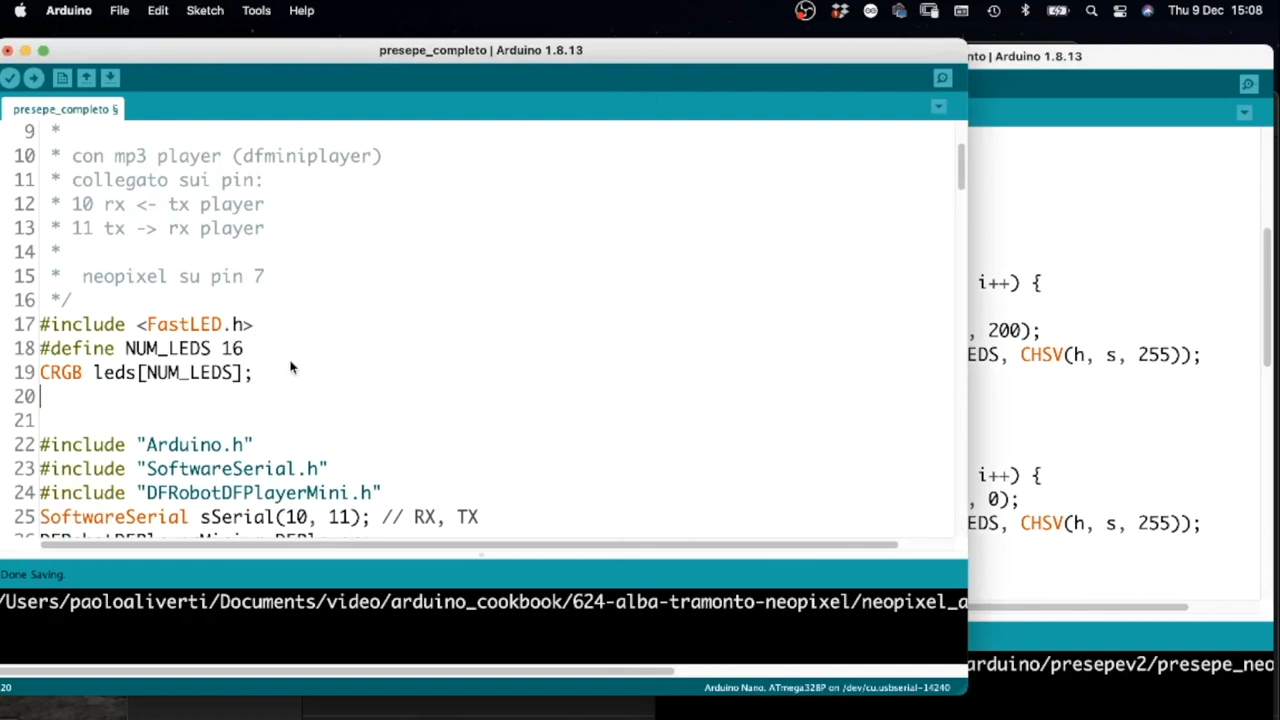 Arduino File Edit Sketch Tools Help Thu 9 Dec 15:08
presepe_completo | Arduino 1.8.13
nto | Arduino 1.8.13
presepe_completo §
9 *
10 * con mp3 player (dfminiplayer)
11 * collegato sui pin:
12 * 10 rx <- tx player
13 * 11 tx -> rx player
14 *
15 *  neopixel su pin 7
16 */
17 #include <FastLED.h>
18 #define NUM_LEDS 16
19 CRGB leds[NUM_LEDS];
20
21
22 #include "Arduino.h"
23 #include "SoftwareSerial.h"
24 #include "DFRobotDFPlayerMini.h"
25 SoftwareSerial sSerial(10, 11); // RX, TX
i++) {
, 200);
EDS, CHSV(h, s, 255));
i++) {
, 0);
EDS, CHSV(h, s, 255));
Done Saving.
/Users/paoloaliverti/Documents/video/arduino_cookbook/624-alba-tramonto-neopixel/neopixel_a
arduino/presepev2/presepe_neo
20
Arduino Nano, ATmega328P on /dev/cu.usbserial-14240